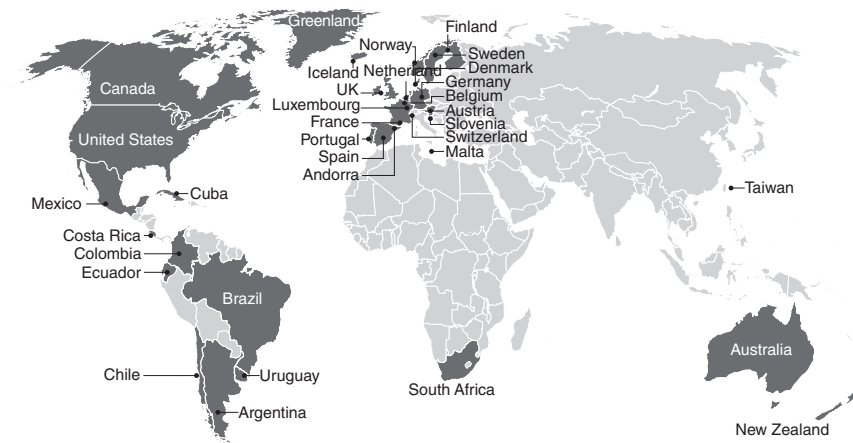 Greenland
Finland
Norway
Sweden
Iceland
Netherland
Denmark
Canada
UK
Germany
Luxembourg
Belgium
United States
France
Austria
Slovenia
Portugal
Switzerland
Spain
Malta
Andorra
Mexico
Cuba
Taiwan
Costa Rica
Colombia
Ecuador
Brazil
Australia
Chile
Uruguay
South Africa
Argentina
New Zealand